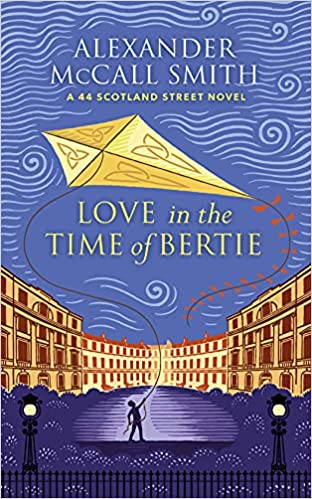 ALEXANDER
McCALL SMITH
A 44 SCOTLAND STREET NOVEL
LOVE in the
TIME of BERTIE